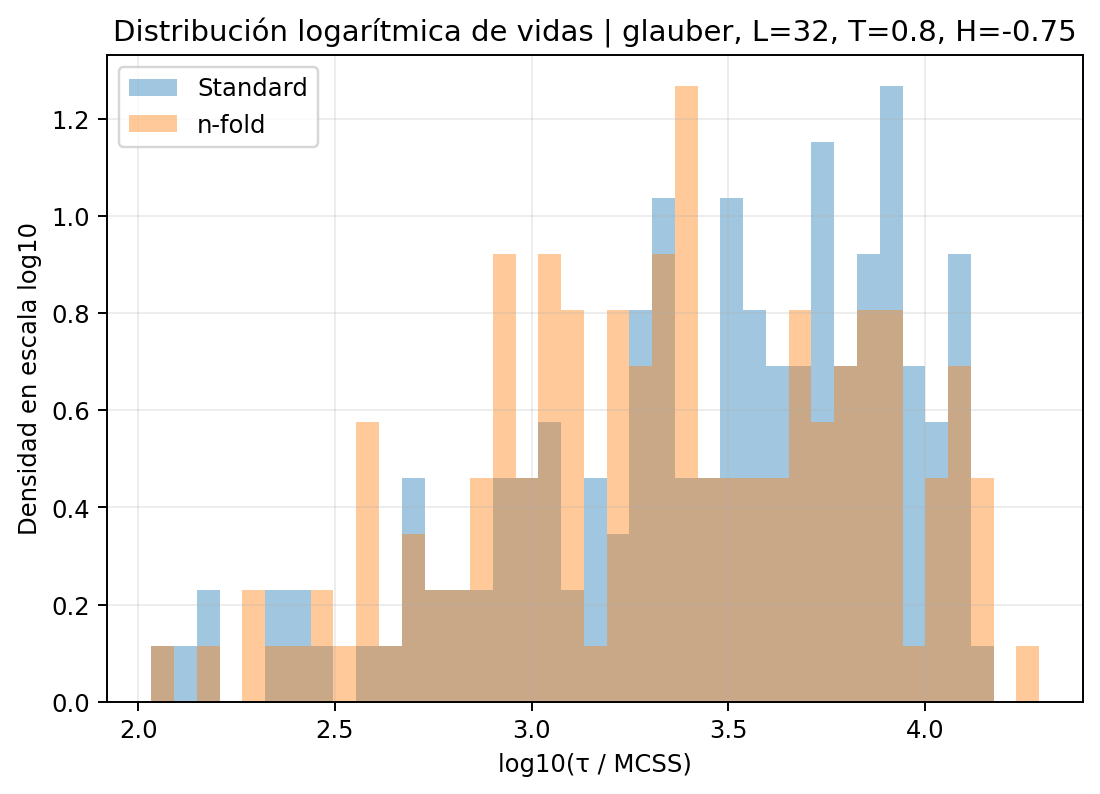 Distribución logarítmica de vidas | glauber, L=32, T=0.8, H=-0.75
Standard
n-fold
Densidad en escala log10
1.2
1.0
0.8
0.6
0.4
0.2
0.0
2.0 2.5 3.0 3.5 4.0
log10(τ / MCSS)